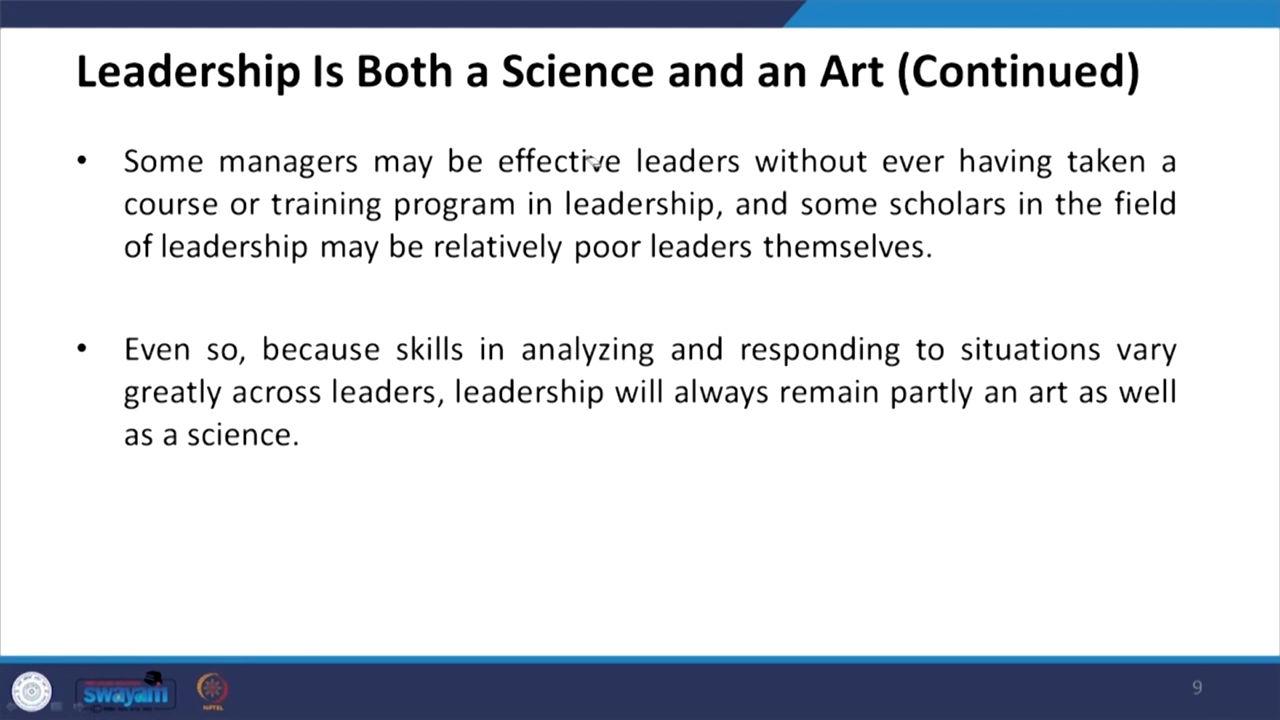 Leadership Is Both a Science and an Art (Continued)
• Some managers may be effective leaders without ever having taken a
course or training program in leadership, and some scholars in the field
of leadership may be relatively poor leaders themselves.
• Even so, because skills in analyzing and responding to situations vary
greatly across leaders, leadership will always remain partly an art as well
as a science.
swayam
NPTEL
9